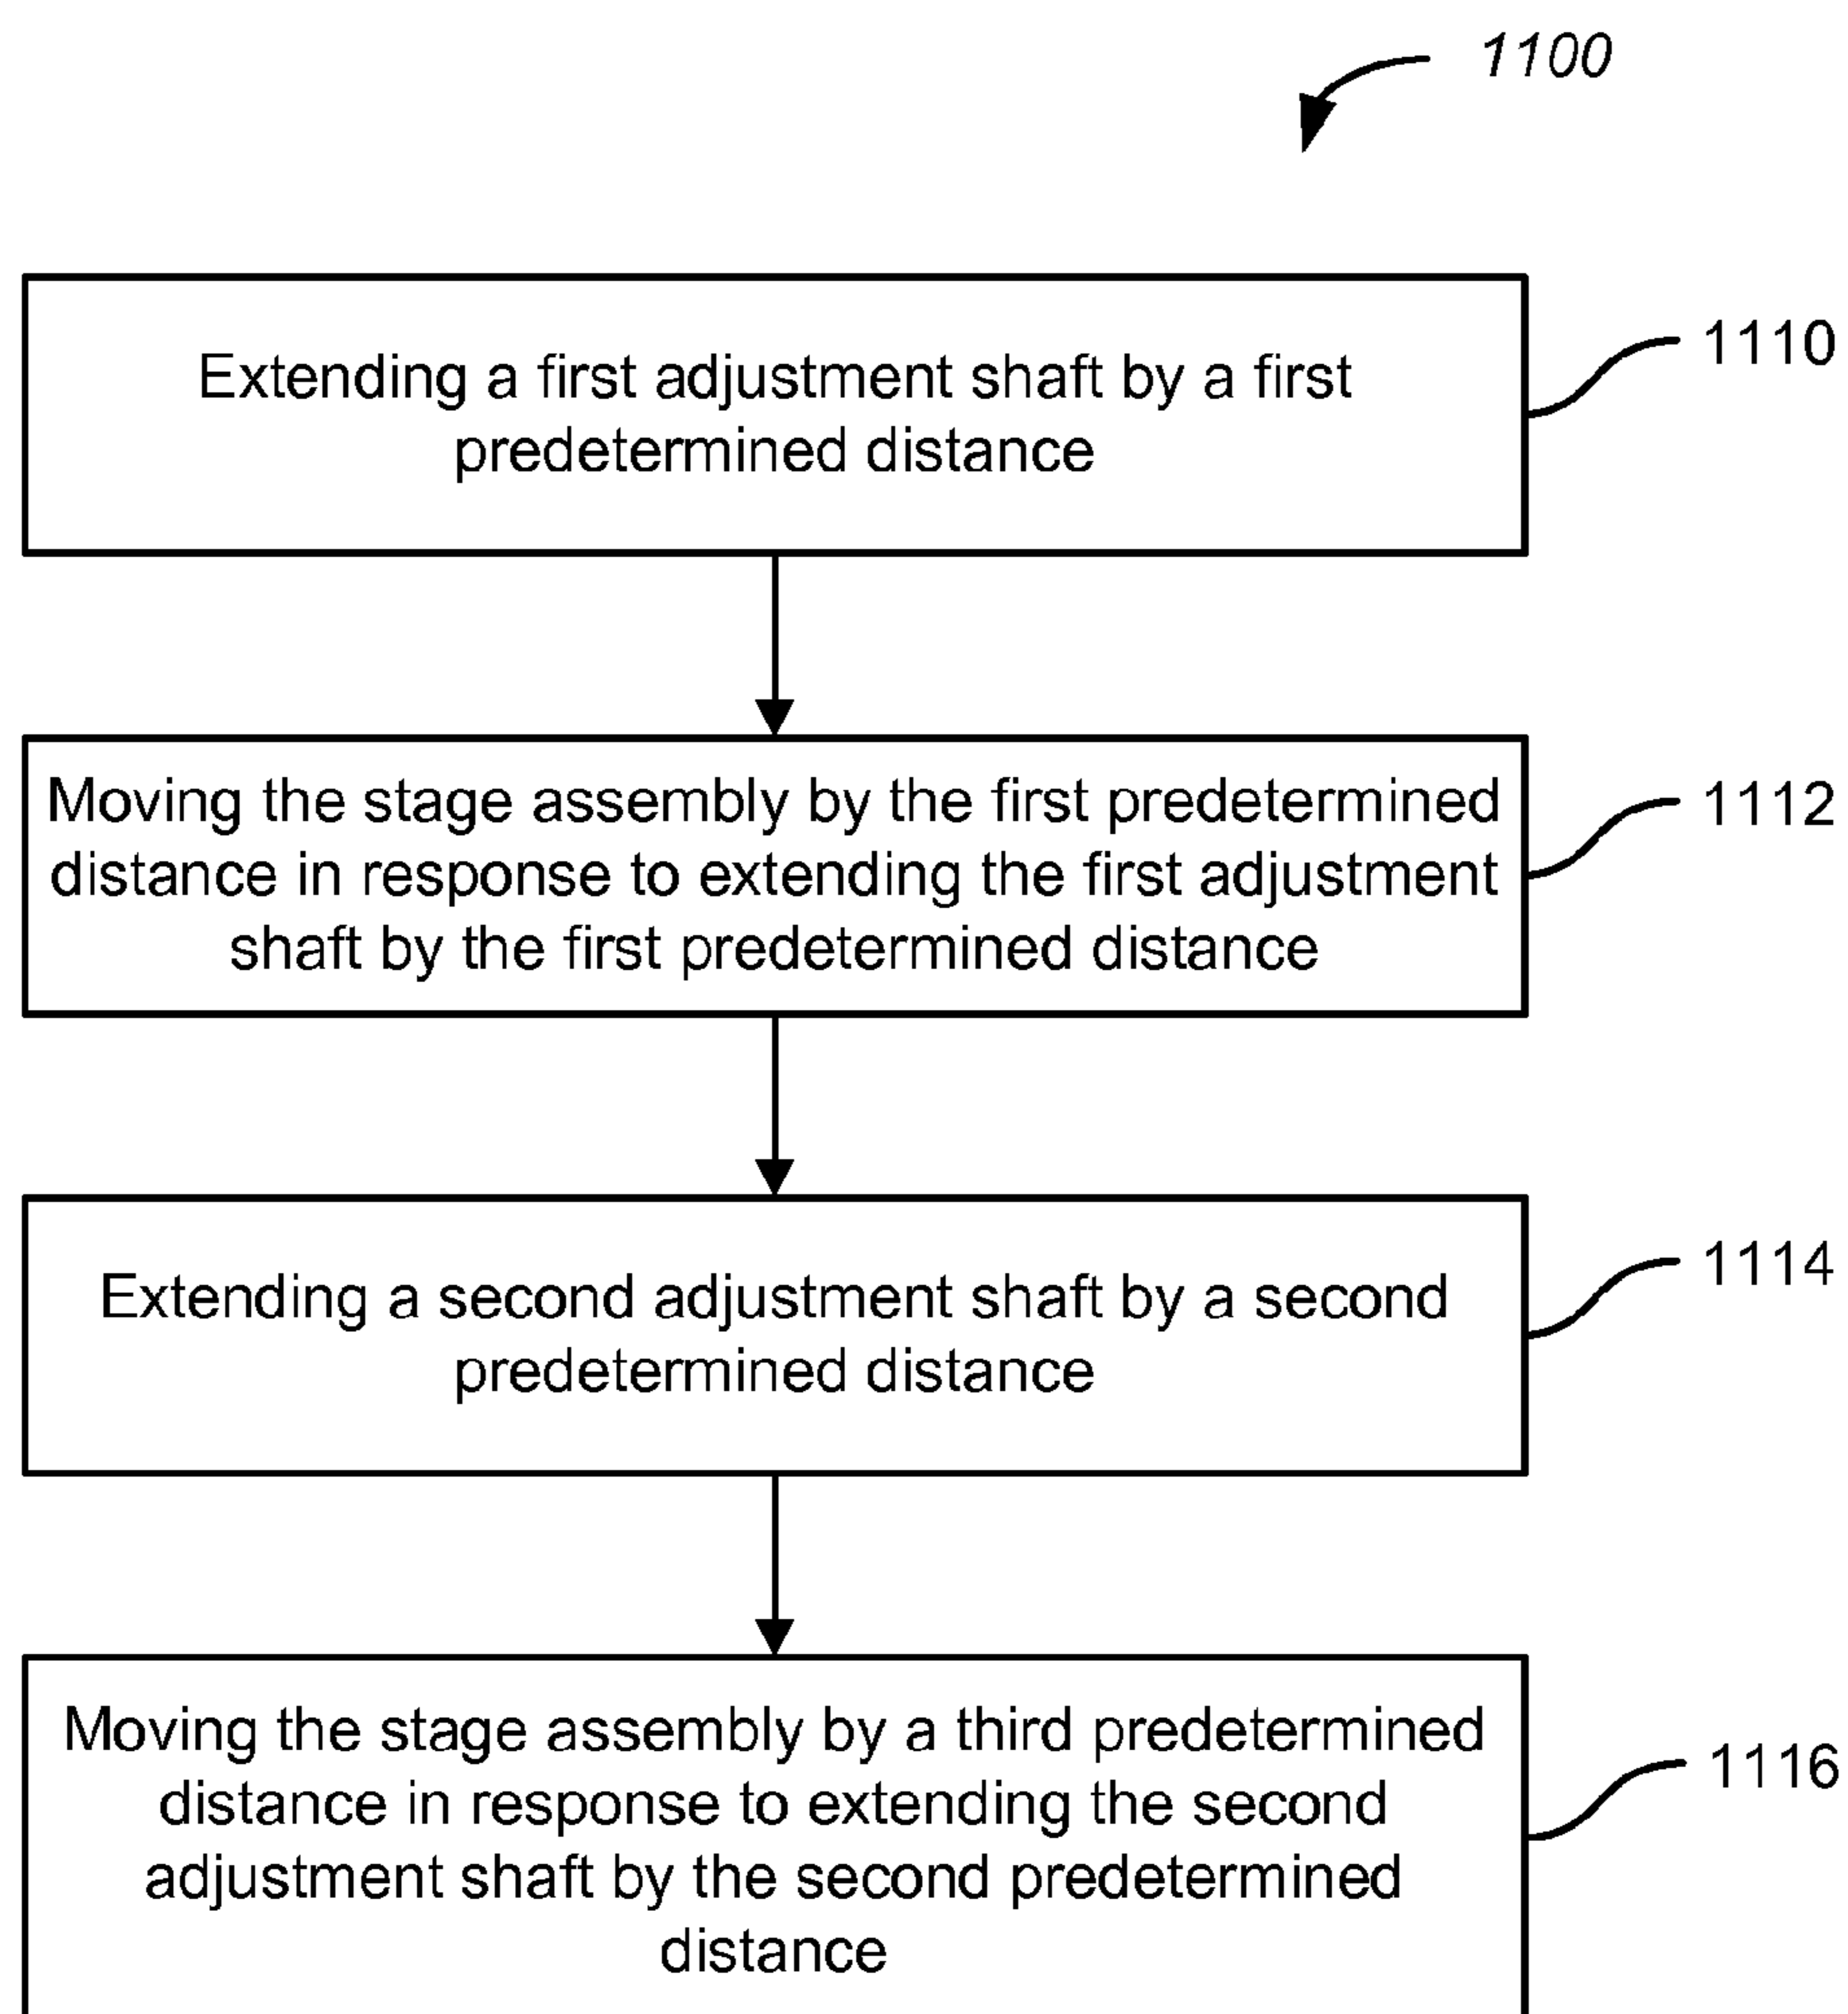 1100
Extending a first adjustment shaft by a first
predetermined distance
1110
Moving the stage assembly by the first predetermined
distance in response to extending the first adjustment
shaft by the first predetermined distance
1112
Extending a second adjustment shaft by a second
predetermined distance
1114
Moving the stage assembly by a third predetermined
distance in response to extending the second
adjustment shaft by the second predetermined
distance
1116